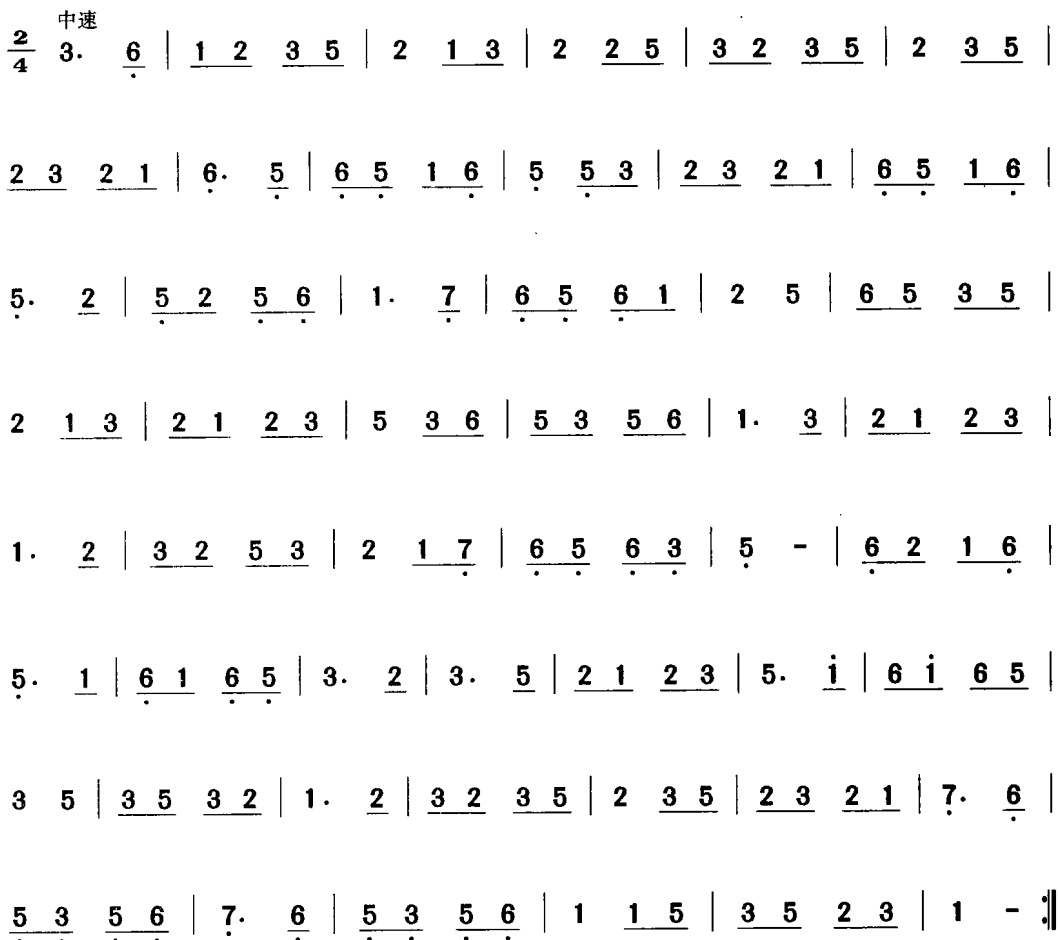 中速
2/4 3. 6̣ | 1 2 3 5 | 2 1 3 | 2 2 5 | 3 2 3 5 | 2 3 5 |
2 3 2 1 | 6̣. 5̣ | 6̣ 5̣ 1 6̣ | 5̣ 5̣ 3 | 2 3 2 1 | 6̣ 5̣ 1 6̣ |
5̣. 2 | 5̣ 2 5̣ 6̣ | 1. 7̣ | 6̣ 5̣ 6̣ 1 | 2 5 | 6 5 3 5 |
2 1 3 | 2 1 2 3 | 5 3 6 | 5 3 5 6 | 1. 3 | 2 1 2 3 |
1. 2 | 3 2 5 3 | 2 1 7̣ | 6̣ 5̣ 6̣ 3̣ | 5̣ - | 6̣ 2 1 6̣ |
5̣. 1 | 6̣ 1 6̣ 5̣ | 3. 2 | 3. 5 | 2 1 2 3 | 5. i | 6 i 6 5 |
3 5 | 3 5 3 2 | 1. 2 | 3 2 3 5 | 2 3 5 | 2 3 2 1 | 7̣. 6̣ |
5̣ 3̣ 5̣ 6̣ | 7̣. 6̣ | 5̣ 3̣ 5̣ 6̣ | 1 1 5 | 3 5 2 3 | 1 - :‖